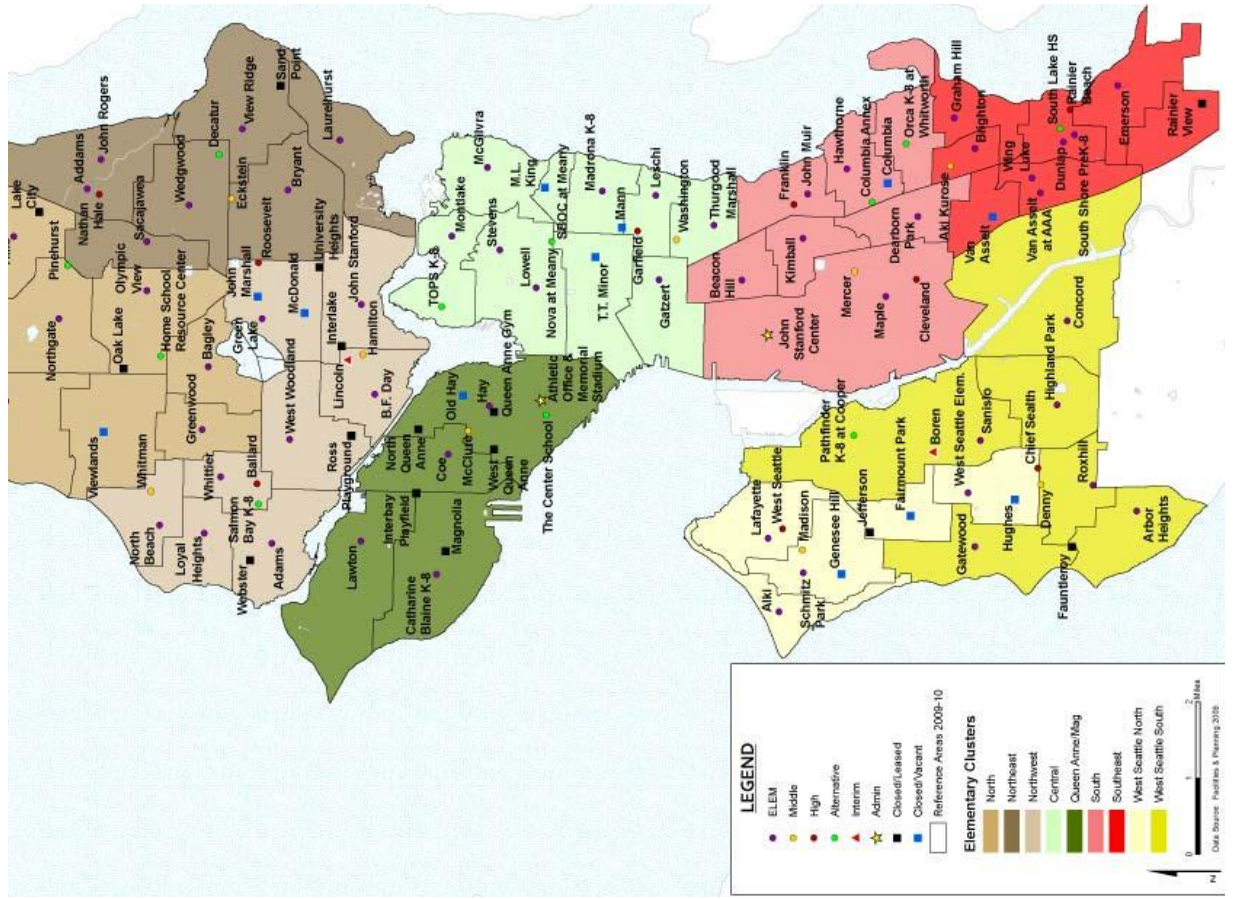 Lake
City
Pinehurst
Northgate
Addams
John Rogers
Nathan
Hale
Olympic
View
Sacajawea
Wedgwood
Decatur
View Ridge
Sand
Point
Eckstein
Bryant
Laurelhurst
Oak Lake
Home School
Resource Center
Viewlands
Whitman
Greenwood
Bagley
Green
Lake
John
Marshall
Roosevelt
University
Heights
McDonald
John Stanford
Interlake
Hamilton
Lincoln
B.F. Day
West Woodland
Ross
Playground
North
Beach
Loyal
Heights
Whittier
Ballard
Salmon
Bay K-8
Webster
Adams
Lawton
Interbay
Playfield
Magnolia
Catharine
Blaine K-8
North
Queen
Anne
Coe
McClure
West
Queen
Anne
Old Hay
Hay
Queen Anne Gym
Athletic
Office &
Memorial
Stadium
The Center School
TOPS K-8
Montlake
McGilvra
Stevens
Lowell
M.L.
King
SBOC at Meany
Nova at Meany
Madrona K-8
T.T. Minor
Mann
Garfield
Leschi
Washington
Gatzert
Thurgood
Marshall
Beacon
Hill
Franklin
John Muir
Kimball
Hawthorne
Columbia Annex
Columbia
Orca K-8 at
Whitworth
John
Stanford
Center
Mercer
Maple
Cleveland
Dearborn
Park
Aki Kurose
Graham Hill
Brighton
Van
Asselt
Wing
Luke
Van Asselt
at AAA
Dunlap
South Shore PreK-8
South Lake HS
Rainier
Beach
Emerson
Rainier
View
Concord
Highland Park
Pathfinder
K-8 at Cooper
Boren
West Seattle Elem.
Sanislo
Chief Sealth
Denny
Roxhill
Arbor
Heights
Fauntleroy
Hughes
Gatewood
Fairmount Park
Jefferson
Lafayette
West Seattle
Madison
Genesee Hill
Schmitz
Park
Alki
LEGEND
ELEM
Middle
High
Alternative
Interim
Admin
Closed/Leased
Closed/Vacant
Reference Areas 2009-10
Elementary Clusters
North
Northeast
Northwest
Central
Queen Anne/Mag
South
Southeast
West Seattle North
West Seattle South
0 1 2
Miles
N
Data Source: Facilities & Planning 2009